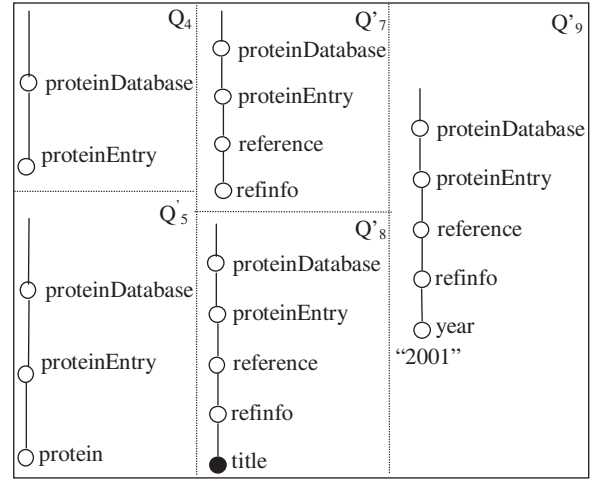 Q4
proteinDatabase
proteinEntry
Q'5
proteinDatabase
proteinEntry
protein
Q'7
proteinDatabase
proteinEntry
reference
refinfo
Q'8
proteinDatabase
proteinEntry
reference
refinfo
title
Q'9
proteinDatabase
proteinEntry
reference
refinfo
year
“2001”